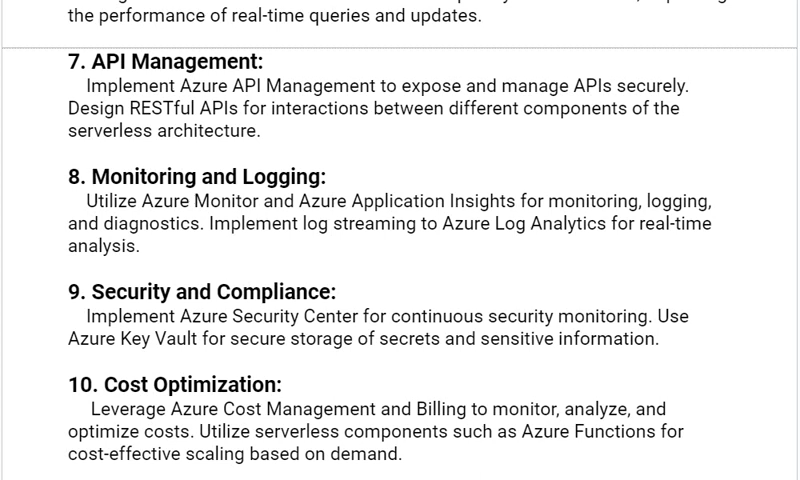 the performance of real-time queries and updates.
7. API Management:
Implement Azure API Management to expose and manage APIs securely.
Design RESTful APIs for interactions between different components of the
serverless architecture.
8. Monitoring and Logging:
Utilize Azure Monitor and Azure Application Insights for monitoring, logging,
and diagnostics. Implement log streaming to Azure Log Analytics for real-time
analysis.
9. Security and Compliance:
Implement Azure Security Center for continuous security monitoring. Use
Azure Key Vault for secure storage of secrets and sensitive information.
10. Cost Optimization:
Leverage Azure Cost Management and Billing to monitor, analyze, and
optimize costs. Utilize serverless components such as Azure Functions for
cost-effective scaling based on demand.